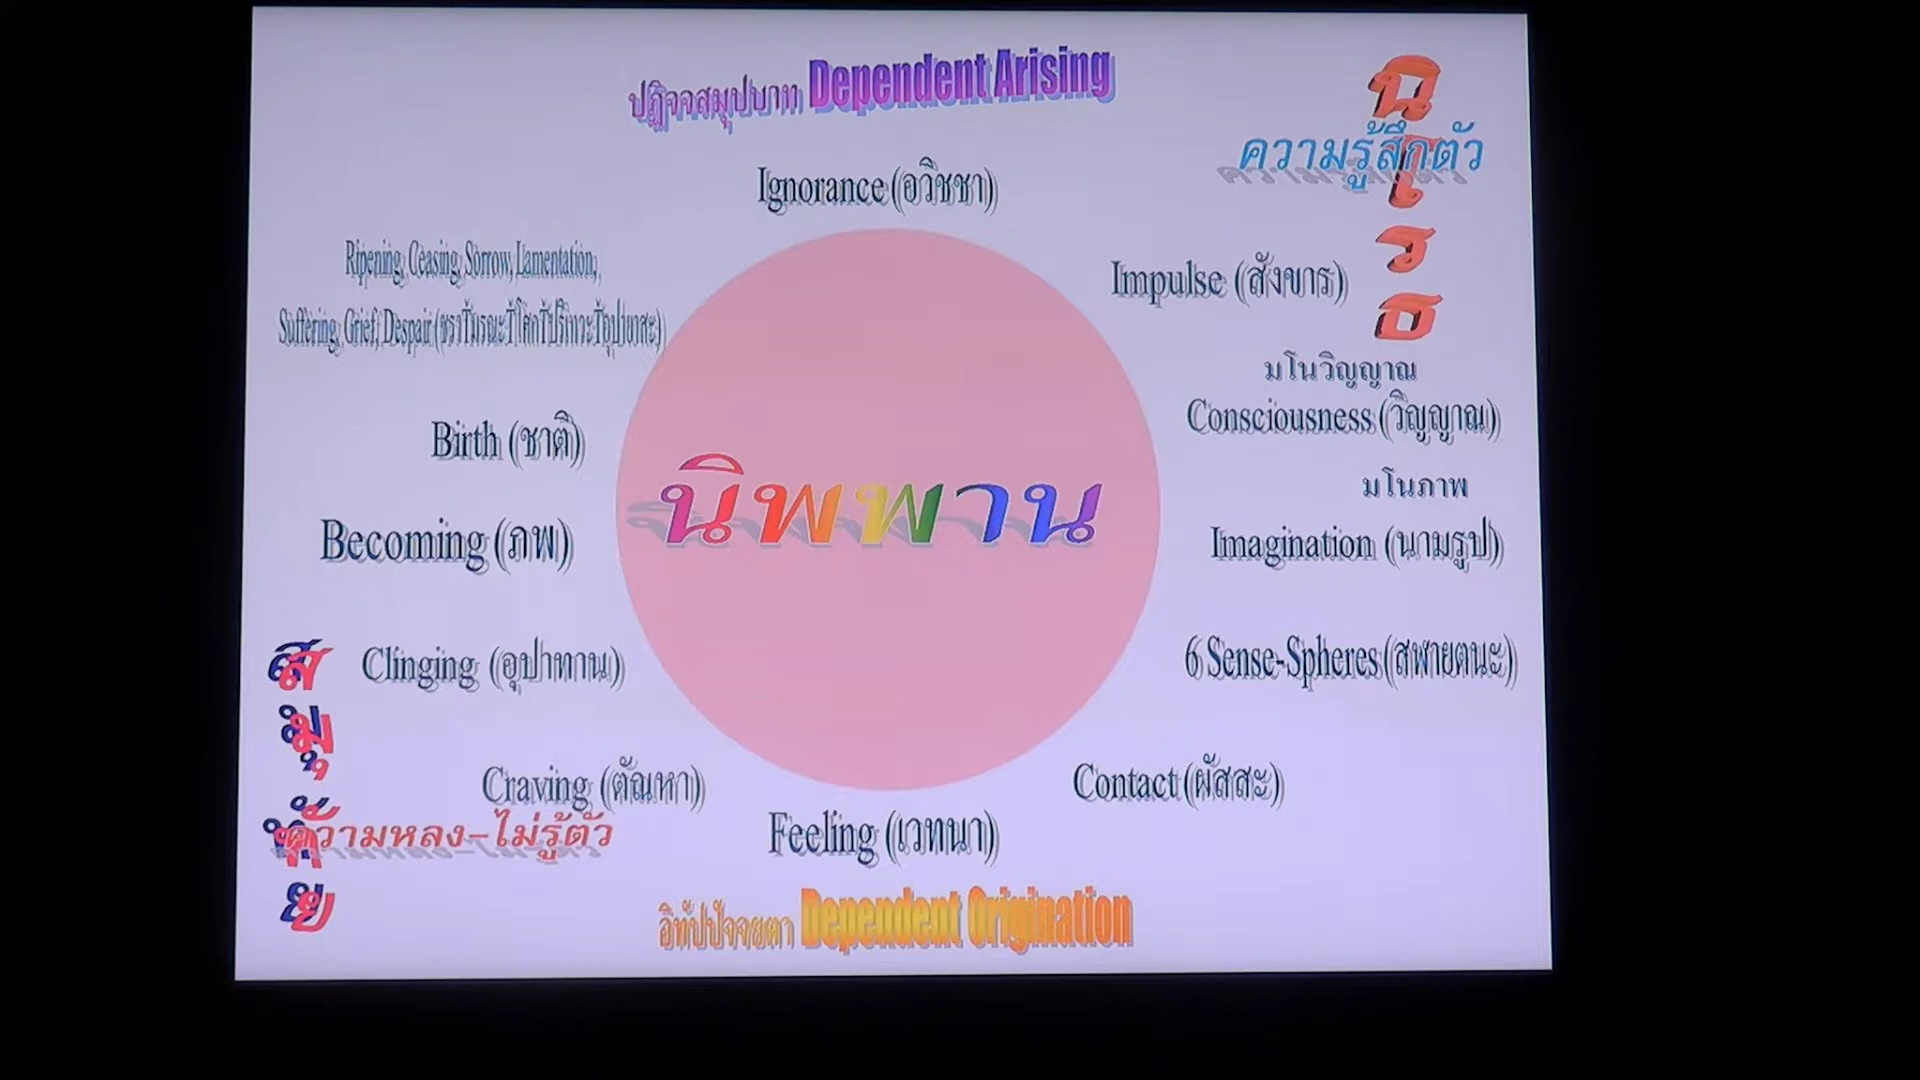 ปฏิจจสมุปบาท Dependent Arising
ความรู้สึกตัว
Ignorance (อวิชชา)
Impulse (สังขาร)
มโนวิญญาณ
Consciousness (วิญญาณ)
มโนภาพ
Imagination (นามรูป)
6 Sense-Spheres (สฬายตนะ)
Contact (ผัสสะ)
Feeling (เวทนา)
Craving (ตัณหา)
Clinging (อุปาทาน)
Becoming (ภพ)
Birth (ชาติ)
Ripening, Ceasing, Sorrow, Lamentation,
Suffering, Grief, Despair
นิพพาน
สมุทัย
ความหลง-ไม่รู้ตัว
อิทัปปัจจยตา Dependent Origination